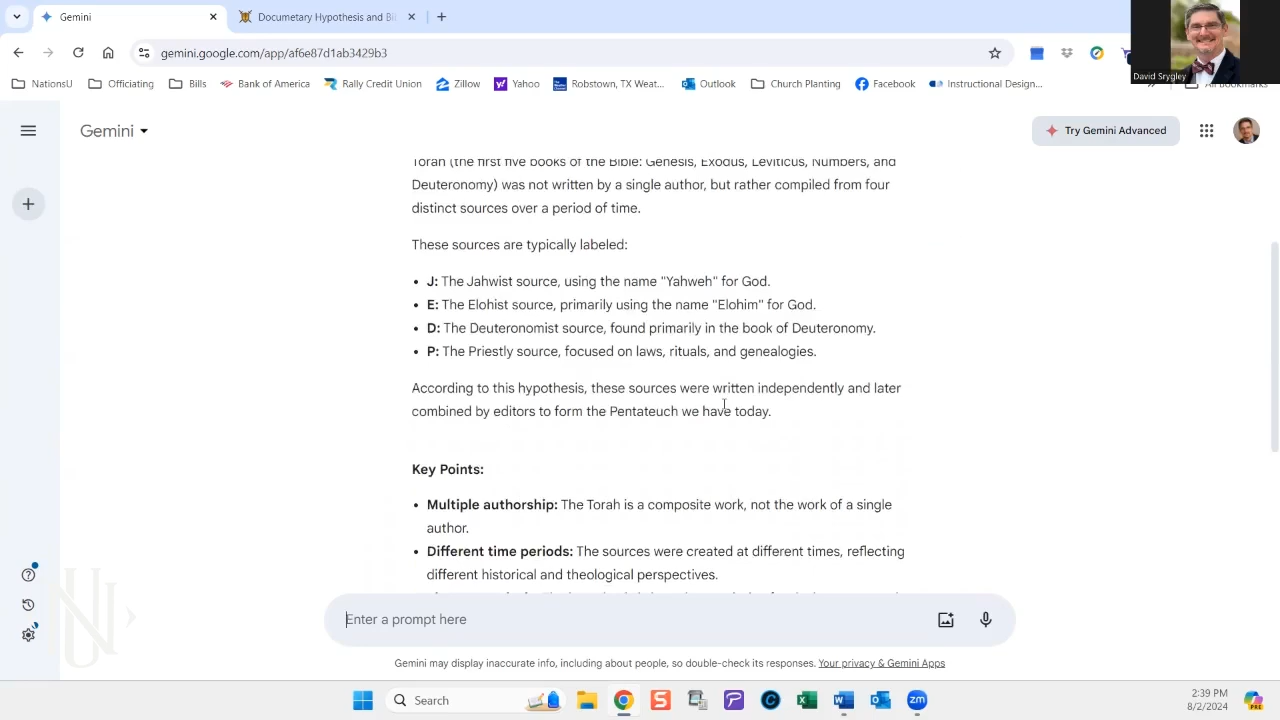 Gemini
Documetary Hypothesis and Bi
gemini.google.com/app/af6e87d1ab3429b3
David Srygley
NationsU
Officiating
Bills
Bank of America
Rally Credit Union
Zillow
Yahoo
Robstown, TX Weat...
Outlook
Church Planting
Facebook
Instructional Design...
All Bookmarks
Gemini
Try Gemini Advanced
Torah (the first five books of the Bible: Genesis, Exodus, Leviticus, Numbers, and
Deuteronomy) was not written by a single author, but rather compiled from four
distinct sources over a period of time.
These sources are typically labeled:
• J: The Jahwist source, using the name "Yahweh" for God.
• E: The Elohist source, primarily using the name "Elohim" for God.
• D: The Deuteronomist source, found primarily in the book of Deuteronomy.
• P: The Priestly source, focused on laws, rituals, and genealogies.
According to this hypothesis, these sources were written independently and later
combined by editors to form the Pentateuch we have today.
Key Points:
• Multiple authorship: The Torah is a composite work, not the work of a single
author.
• Different time periods: The sources were created at different times, reflecting
different historical and theological perspectives.
Enter a prompt here
Gemini may display inaccurate info, including about people, so double-check its responses. Your privacy & Gemini Apps
NU
Search
2:39 PM
8/2/2024